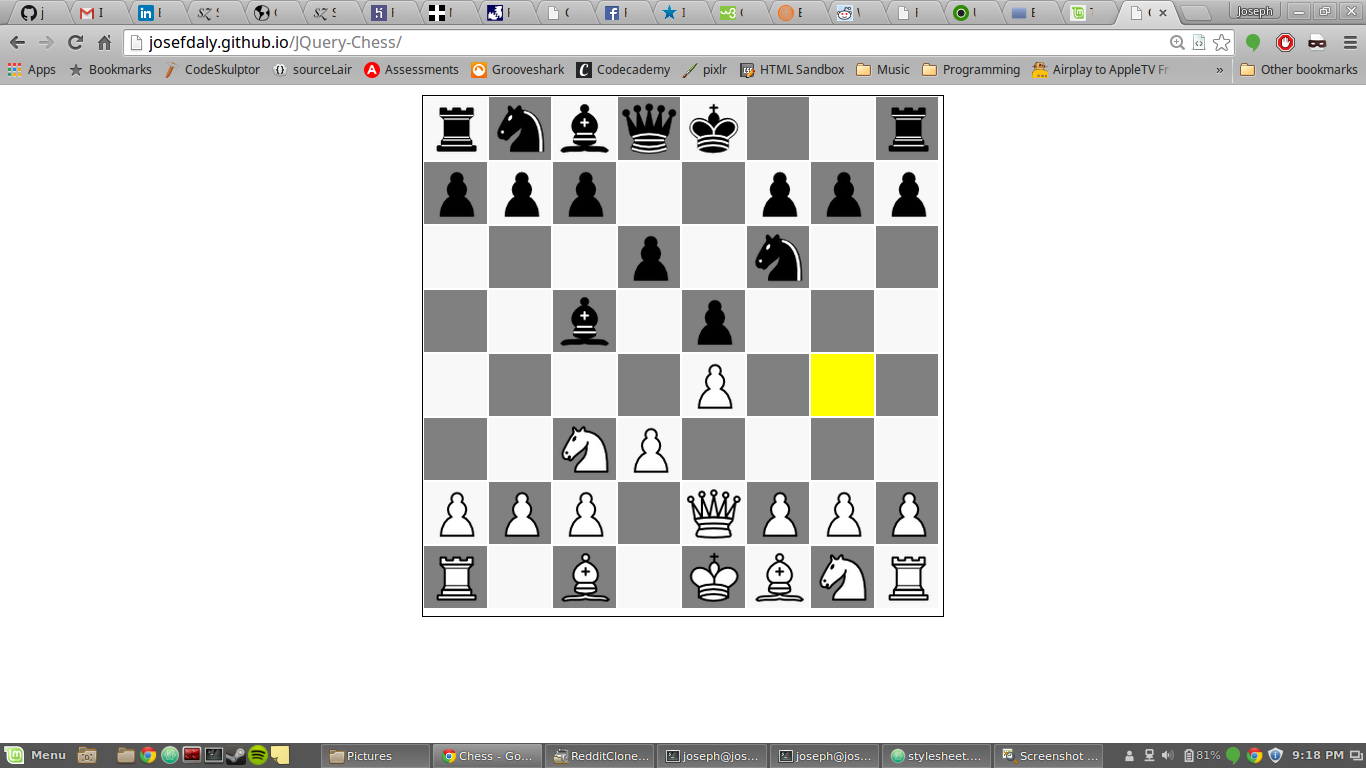 j I E SZ S C SZ S F M F C F F I C E V F U E T C Joseph
josefdaly.github.io/JQuery-Chess/
Apps Bookmarks CodeSkulptor sourceLair Assessments Grooveshark Codecademy pixlr HTML Sandbox Music Programming Airplay to AppleTV Fr » Other bookmarks
Menu Pictures Chess - Go... RedditClone... joseph@jos... joseph@jos... stylesheet.... Screenshot ... 81% 9:18 PM